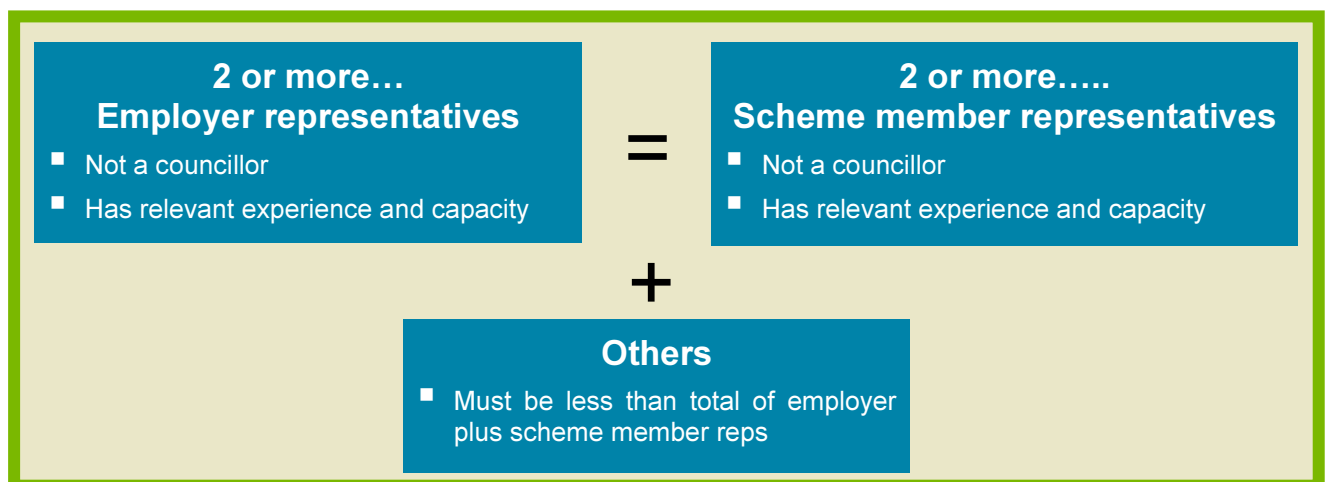 2 or more…
Employer representatives
▪ Not a councillor
▪ Has relevant experience and capacity
=
2 or more…..
Scheme member representatives
▪ Not a councillor
▪ Has relevant experience and capacity
+
Others
▪ Must be less than total of employer
plus scheme member reps